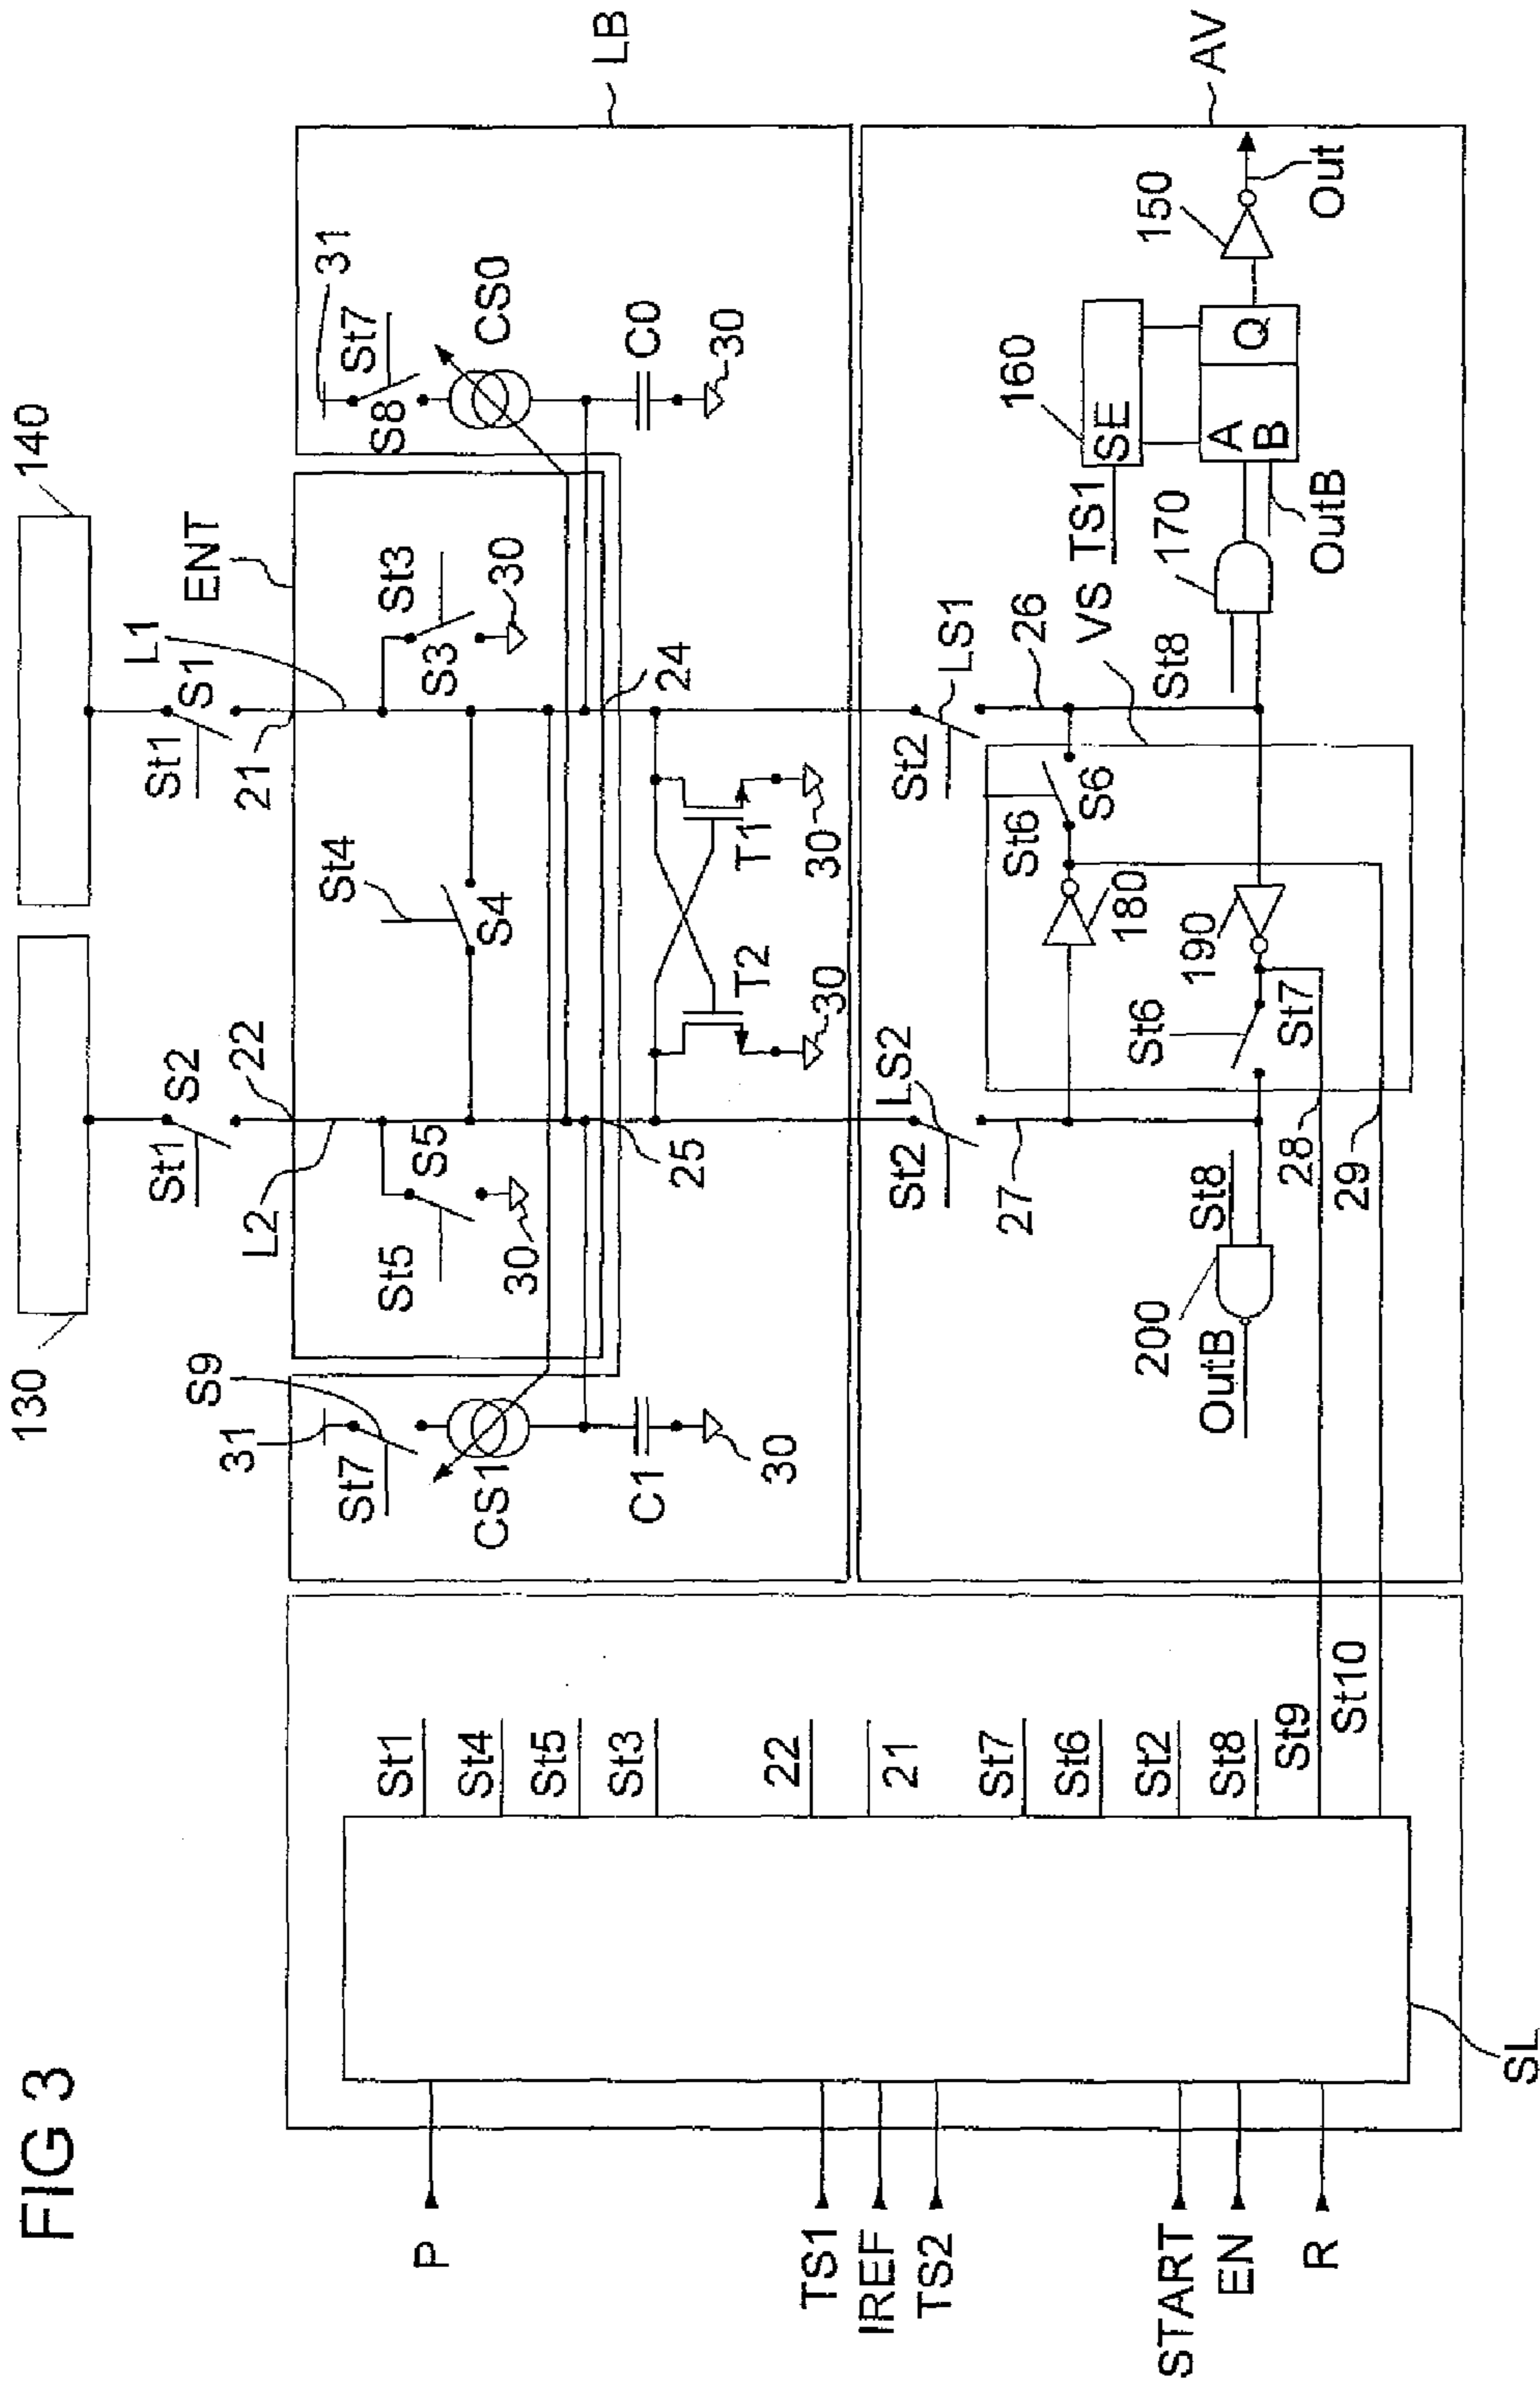 FIG 3
P
TS1
IREF
TS2
START
EN
R
SL
St1
St4
St5
St3
22
21
St7
St6
St2
St8
St9
St10
130
140
St1
S2
22
St1
S1
21
L1
L2
ENT
S9
31
St7
CS1
C1
30
St5
S5
30
St4
S4
St3
S3
30
31
St7
S8
CS0
C0
30
LB
25
24
T2
T1
30
30
St2
LS2
27
St2
LS1
26
VS
St6
S6
180
190
St6
St7
28
29
St8
200
OutB
St8
170
TS1
SE
160
A
B
Q
OutB
150
Out
AV